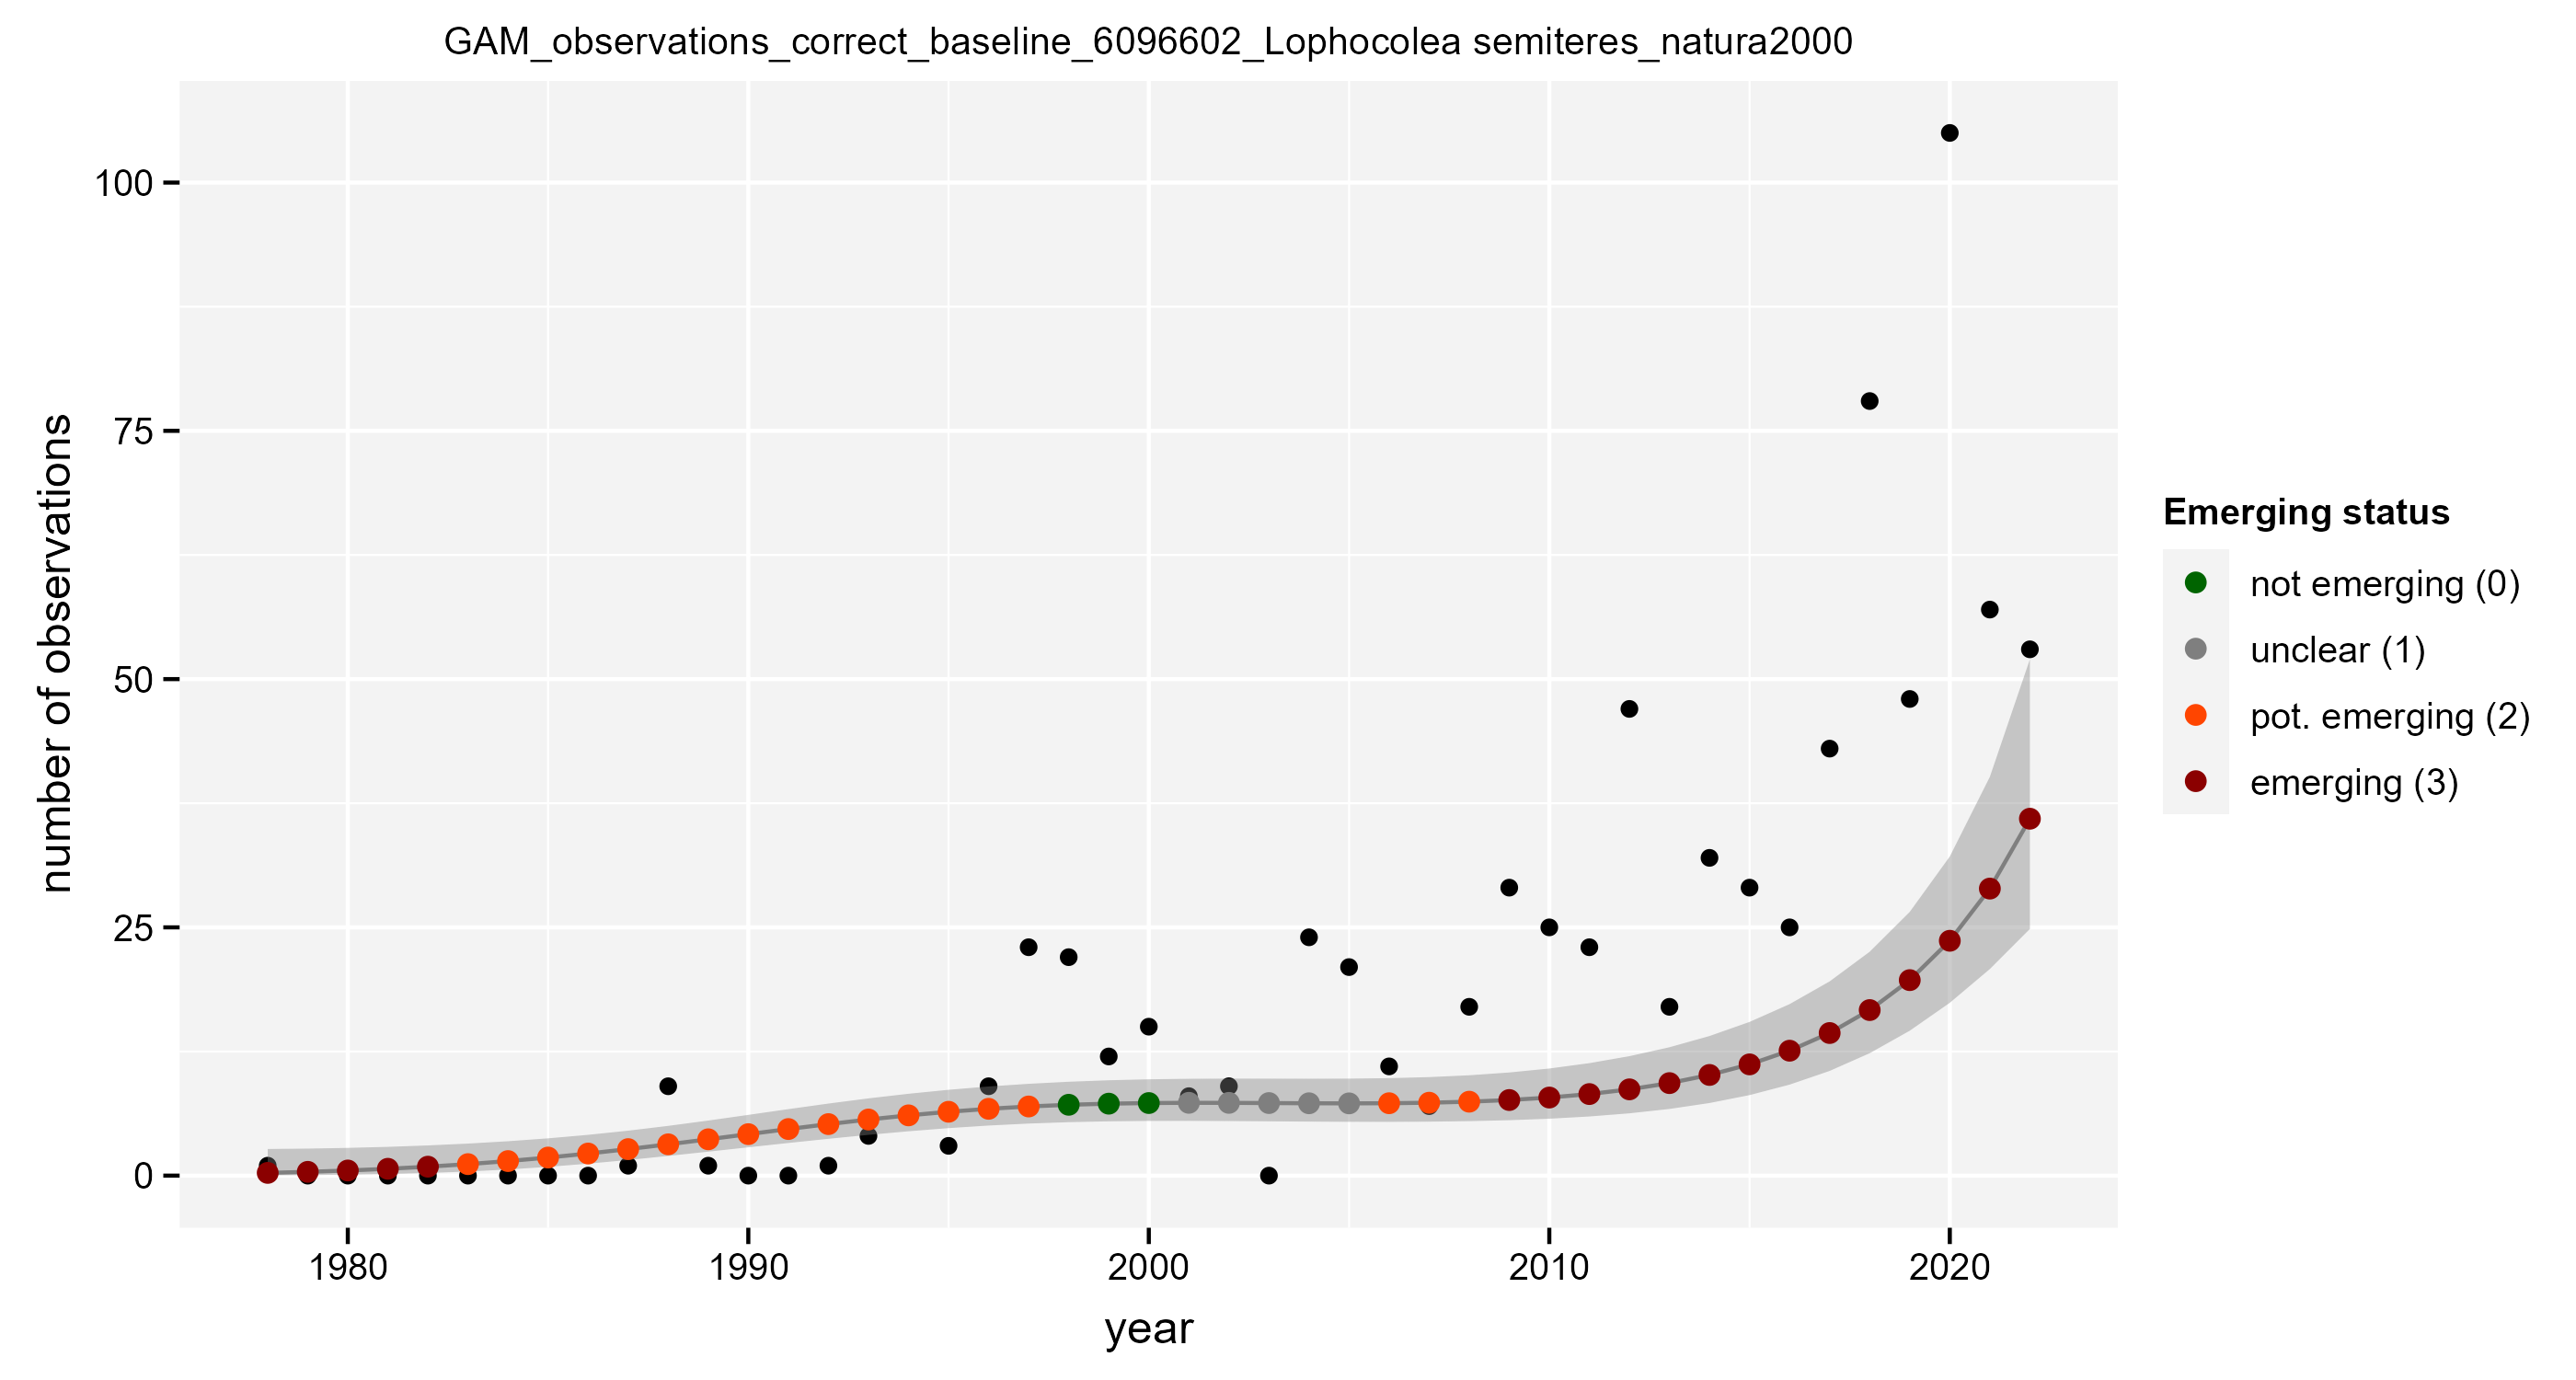 GAM_observations_correct_baseline_6096602_Lophocolea semiteres_natura2000
number of observations
100
75
50
25
0
1980 1990 2000 2010 2020
year
Emerging status
not emerging (0)
unclear (1)
pot. emerging (2)
emerging (3)